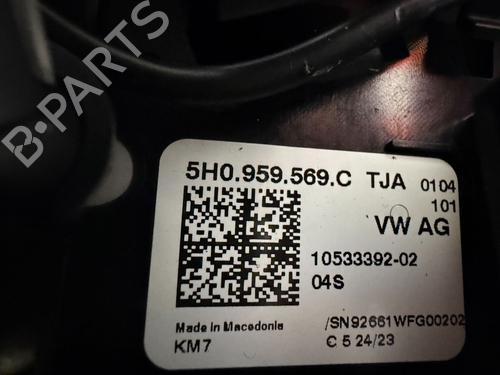 B-PARTS
5H0.959.569.C TJA 0104
101
VW AG
10533392-02
04S
Made in Macedonia
/SN92661WFG00202
KM7
C 5 24/23